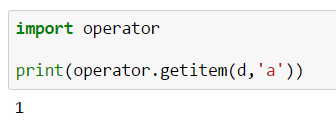 import operator
print(operator.getitem(d,'a'))
1